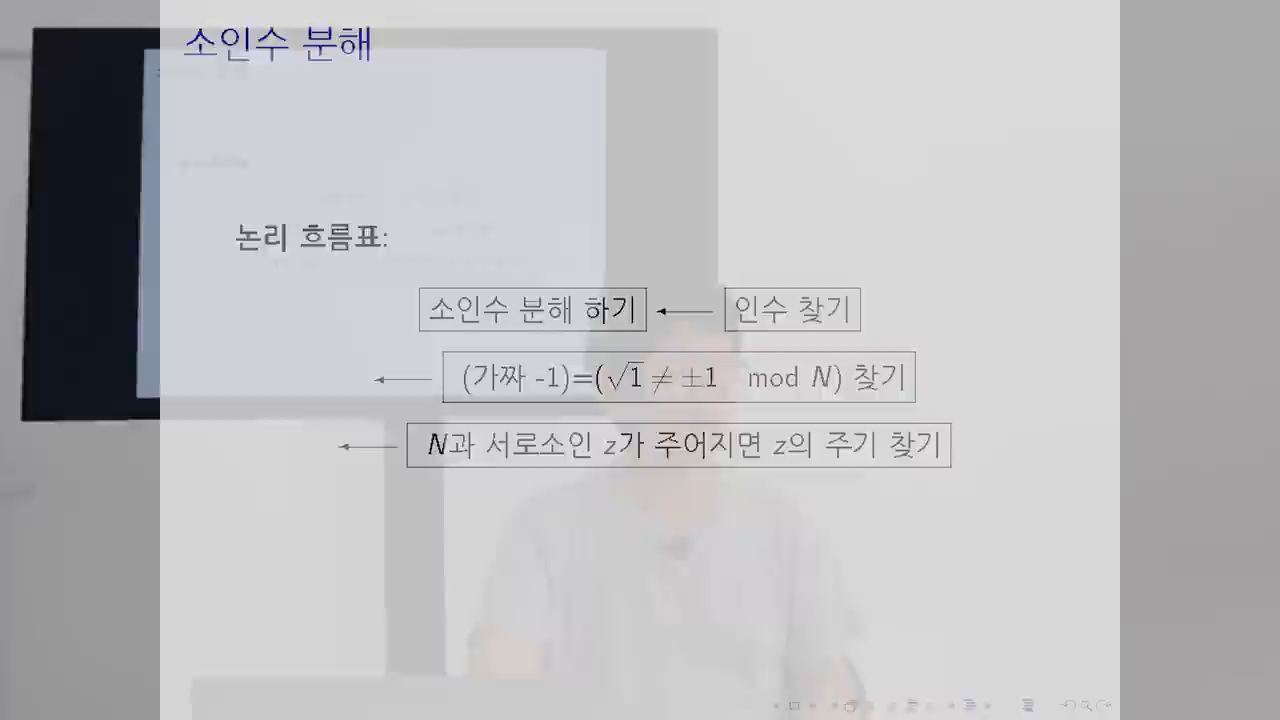 소인수 분해
논리 흐름표:
소인수 분해 하기 ← 인수 찾기
← (가짜 -1)=(√1 ≠ ±1 mod N) 찾기
← N과 서로소인 z가 주어지면 z의 주기 찾기